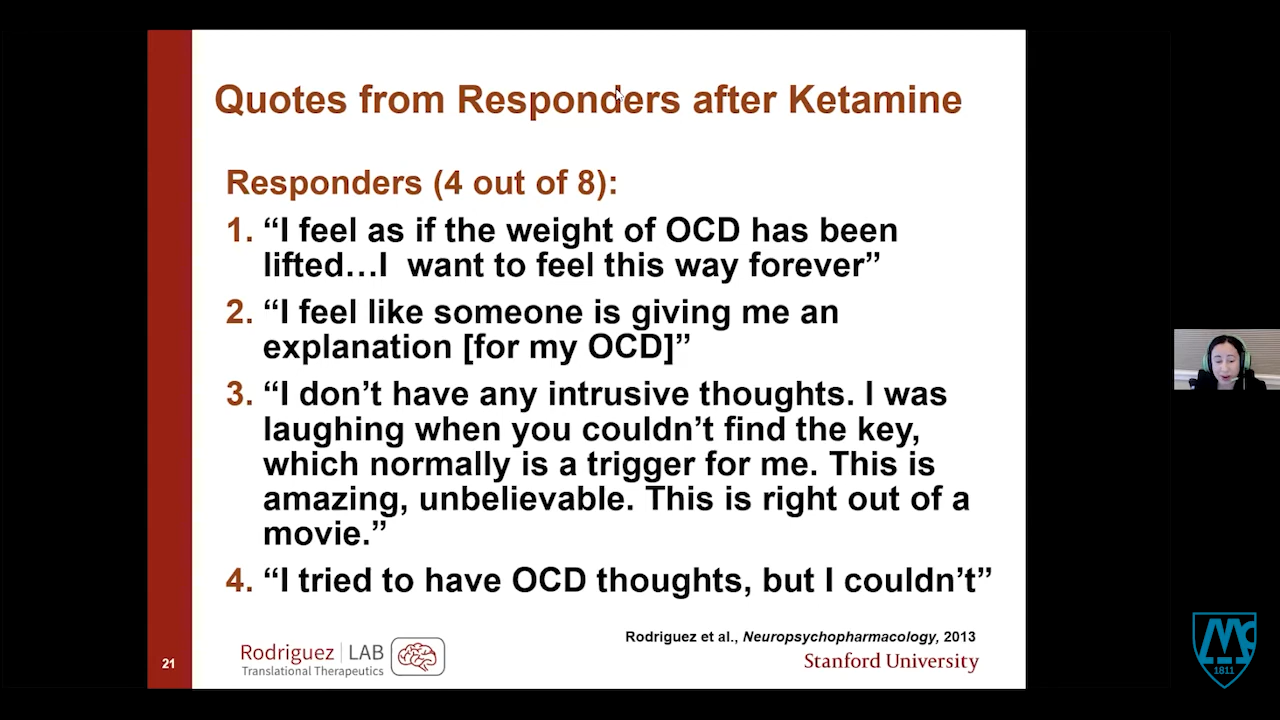 Quotes from Responders after Ketamine
Responders (4 out of 8):
1. “I feel as if the weight of OCD has been
lifted…I  want to feel this way forever”
2. “I feel like someone is giving me an
explanation [for my OCD]”
3. “I don’t have any intrusive thoughts. I was
laughing when you couldn’t find the key,
which normally is a trigger for me. This is
amazing, unbelievable. This is right out of a
movie.”
4. “I tried to have OCD thoughts, but I couldn’t”
Rodriguez et al., Neuropsychopharmacology, 2013
21
Rodriguez | LAB
Translational Therapeutics
Stanford University
1811